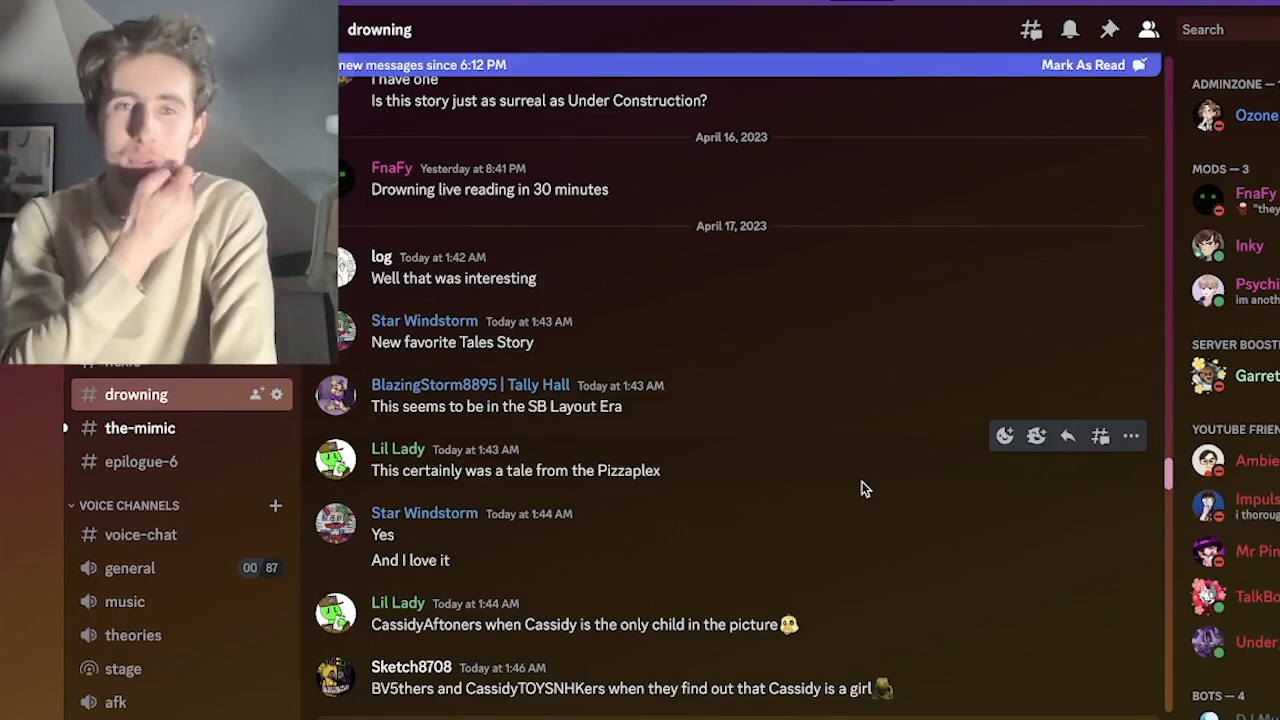 drowning
Search
new messages since 6:12 PM
Mark As Read
I have one
Is this story just as surreal as Under Construction?
April 16, 2023
FnaFy Yesterday at 8:41 PM
Drowning live reading in 30 minutes
April 17, 2023
log Today at 1:42 AM
Well that was interesting
Star Windstorm Today at 1:43 AM
New favorite Tales Story
BlazingStorm8895 | Tally Hall Today at 1:43 AM
This seems to be in the SB Layout Era
Lil Lady Today at 1:43 AM
This certainly was a tale from the Pizzaplex
Star Windstorm Today at 1:44 AM
Yes
And I love it
Lil Lady Today at 1:44 AM
CassidyAftoners when Cassidy is the only child in the picture
Sketch8708 Today at 1:46 AM
BV5thers and CassidyTOYSNHKers when they find out that Cassidy is a girl
drowning
the-mimic
epilogue-6
VOICE CHANNELS
voice-chat
general 00 87
music
theories
stage
afk
ADMINZONE —
Ozone
MODS — 3
FnaFy
"they
Inky
Psychi
im anoth
SERVER BOOST
Garret
YOUTUBE FRIEN
Ambie
Impuls
i thoroug
Mr Pin
TalkBo
Under
BOTS — 4